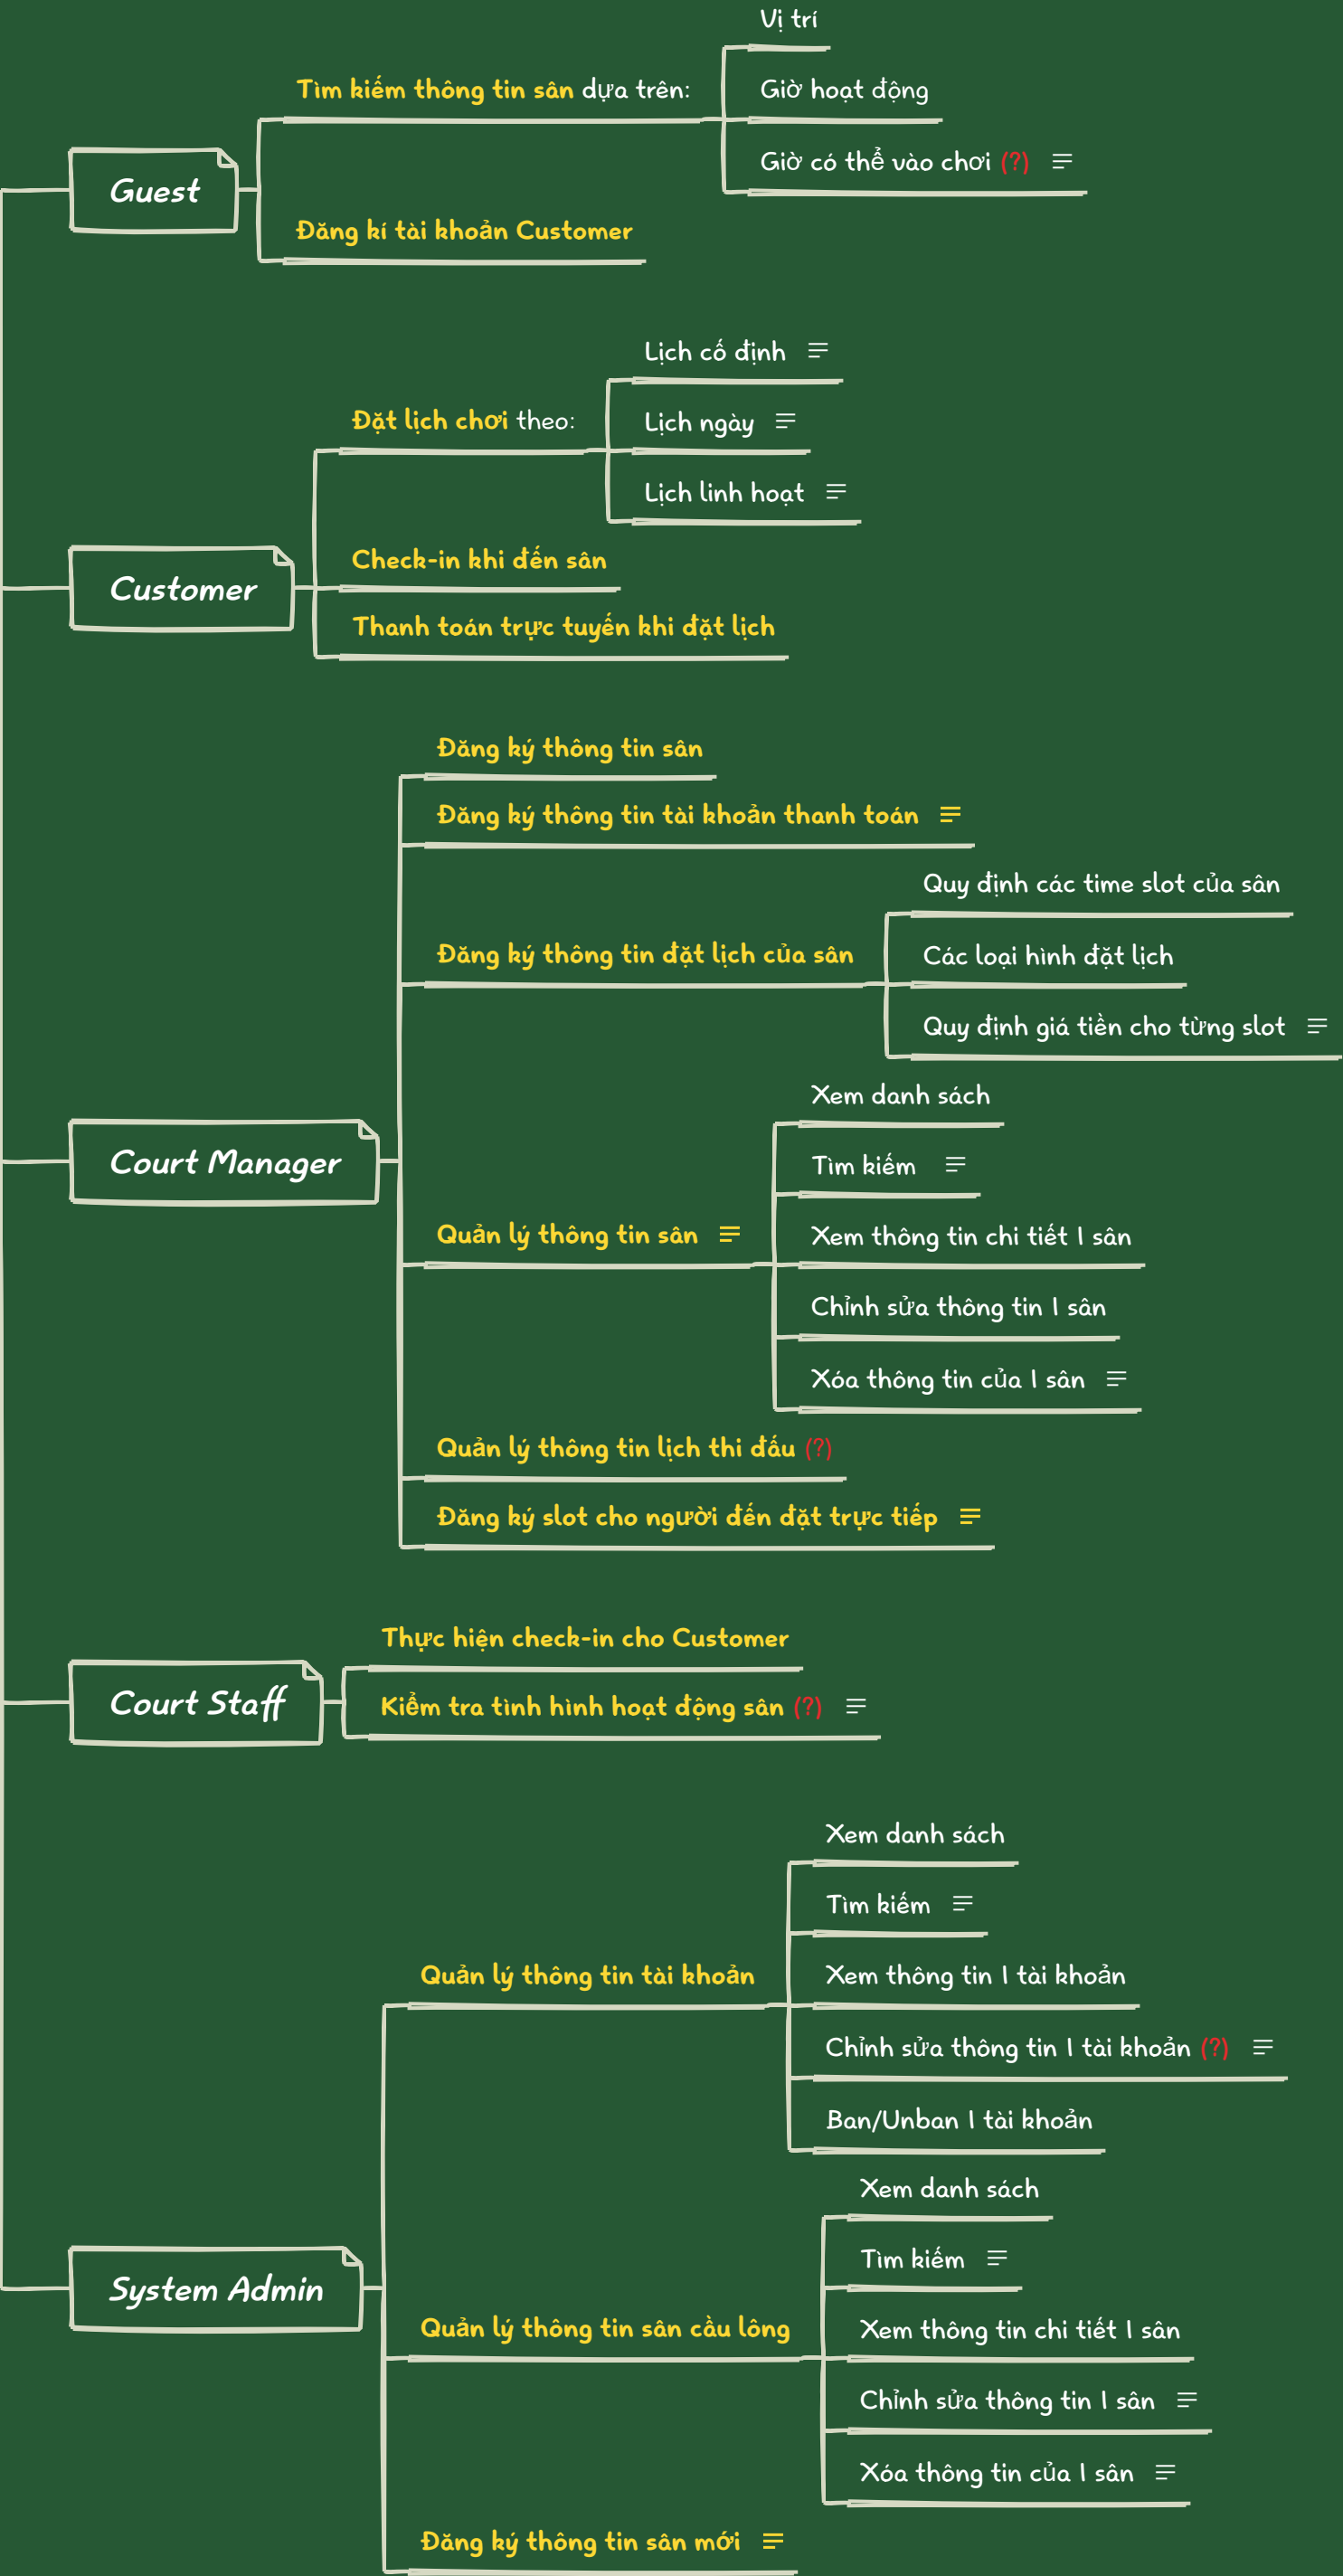 Guest
Tìm kiếm thông tin sân dựa trên:
Vị trí
Giờ hoạt động
Giờ có thể vào chơi (?)
Đăng kí tài khoản Customer
Customer
Đặt lịch chơi theo:
Lịch cố định
Lịch ngày
Lịch linh hoạt
Check-in khi đến sân
Thanh toán trực tuyến khi đặt lịch
Court Manager
Đăng ký thông tin sân
Đăng ký thông tin tài khoản thanh toán
Đăng ký thông tin đặt lịch của sân
Quy định các time slot của sân
Các loại hình đặt lịch
Quy định giá tiền cho từng slot
Quản lý thông tin sân
Xem danh sách
Tìm kiếm
Xem thông tin chi tiết 1 sân
Chỉnh sửa thông tin 1 sân
Xóa thông tin của 1 sân
Quản lý thông tin lịch thi đấu (?)
Đăng ký slot cho người đến đặt trực tiếp
Court Staff
Thực hiện check-in cho Customer
Kiểm tra tình hình hoạt động sân (?)
System Admin
Quản lý thông tin tài khoản
Xem danh sách
Tìm kiếm
Xem thông tin 1 tài khoản
Chỉnh sửa thông tin 1 tài khoản (?)
Ban/Unban 1 tài khoản
Quản lý thông tin sân cầu lông
Xem danh sách
Tìm kiếm
Xem thông tin chi tiết 1 sân
Chỉnh sửa thông tin 1 sân
Xóa thông tin của 1 sân
Đăng ký thông tin sân mới